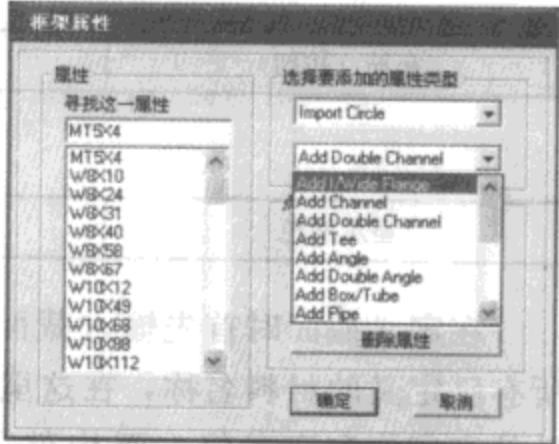 框架属性
属性
寻找这一属性
MT5X4
MT5X4
W8X10
W8X24
W8X31
W8X40
W8X58
W8X67
W10X12
W10X49
W10X68
W10X88
W10X112
选择要添加的属性类型
Import Circle
Add Double Channel
Add I/Wide Flange
Add Channel
Add Double Channel
Add Tee
Add Angle
Add Double Angle
Add Box/Tube
Add Pipe
删除属性
确定
取消